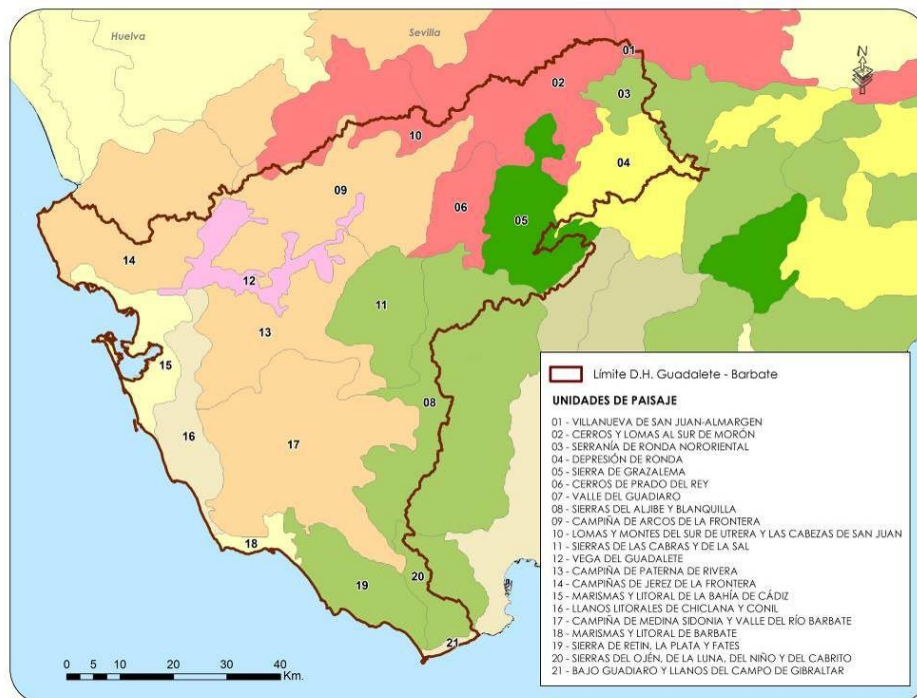 Huelva
Sevilla
N
01
02
03
10
04
09
06
05
14
12
11
13
15
08
16
17
18
19
20
21
Límite D.H. Guadalete - Barbate
UNIDADES DE PAISAJE
01 - VILLANUEVA DE SAN JUAN-ALMARGEN
02 - CERROS Y LOMAS AL SUR DE MORÓN
03 - SERRANÍA DE RONDA NORORIENTAL
04 - DEPRESIÓN DE RONDA
05 - SIERRA DE GRAZALEMA
06 - CERROS DE PRADO DEL REY
07 - VALLE DEL GUADIARO
08 - SIERRAS DEL ALJIBE Y BLANQUILLA
09 - CAMPIÑA DE ARCOS DE LA FRONTERA
10 - LOMAS Y MONTES DEL SUR DE UTRERA Y LAS CABEZAS DE SAN JUAN
11 - SIERRAS DE LAS CABRAS Y DE LA SAL
12 - VEGA DEL GUADALETE
13 - CAMPIÑA DE PATERNA DE RIVERA
14 - CAMPIÑAS DE JEREZ DE LA FRONTERA
15 - MARISMAS Y LITORAL DE LA BAHÍA DE CÁDIZ
16 - LLANOS LITORALES DE CHICLANA Y CONIL
17 - CAMPIÑA DE MEDINA SIDONIA Y VALLE DEL RÍO BARBATE
18 - MARISMAS Y LITORAL DE BARBATE
19 - SIERRA DE RETIN, LA PLATA Y FATES
20 - SIERRAS DEL OJÉN, DE LA LUNA, DEL NIÑO Y DEL CABRITO
21 - BAJO GUADIARO Y LLANOS DEL CAMPO DE GIBRALTAR
0 5 10 20 30 40
Km.